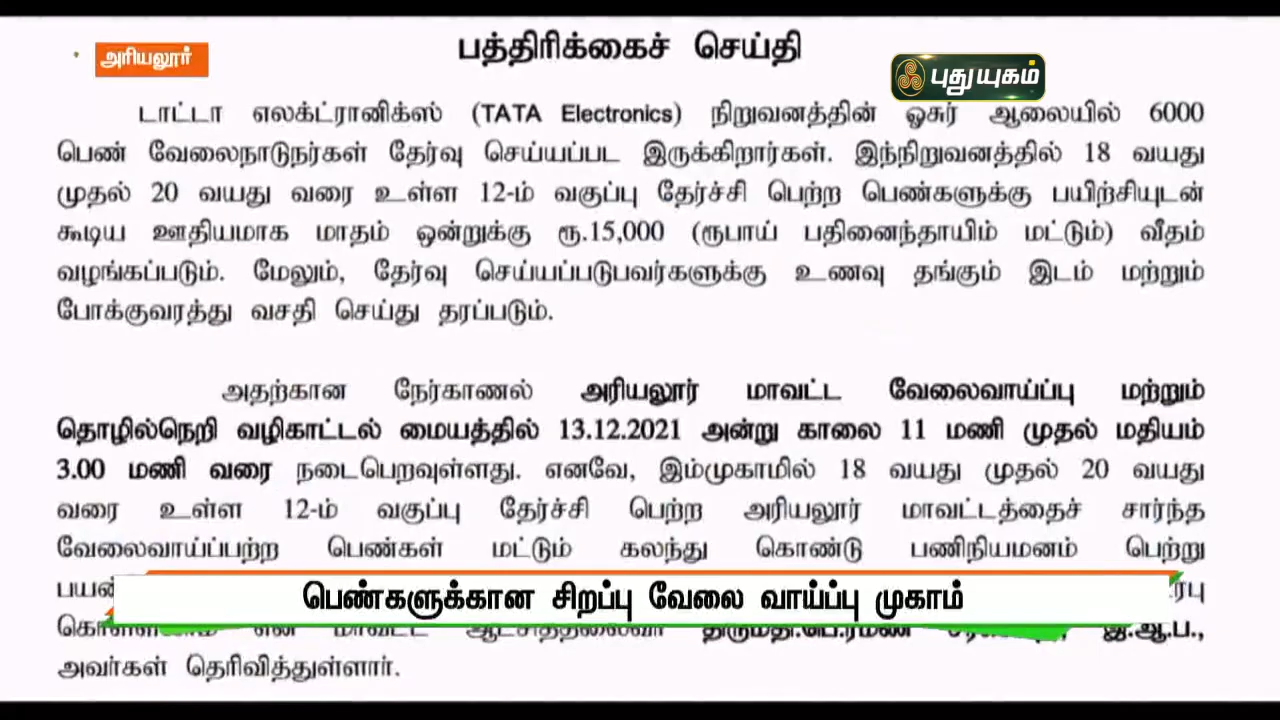 பத்திரிக்கைச் செய்தி
அரியலூர்
புதுயுகம்
டாட்டா எலக்ட்ரானிக்ஸ் (TATA Electronics) நிறுவனத்தின் ஓசுர் ஆலையில் 6000
பெண் வேலைநாடுநர்கள் தேர்வு செய்யப்பட இருக்கிறார்கள். இந்நிறுவனத்தில் 18 வயது
முதல் 20 வயது வரை உள்ள 12-ம் வகுப்பு தேர்ச்சி பெற்ற பெண்களுக்கு பயிற்சியுடன்
கூடிய ஊதியமாக மாதம் ஒன்றுக்கு ரூ.15,000 (ரூபாய் பதினைந்தாயிம் மட்டும்) வீதம்
வழங்கப்படும். மேலும், தேர்வு செய்யப்படுபவர்களுக்கு உணவு தங்கும் இடம் மற்றும்
போக்குவரத்து வசதி செய்து தரப்படும்.
அதற்கான நேர்காணல் அரியலூர் மாவட்ட வேலைவாய்ப்பு மற்றும்
தொழில்நெறி வழிகாட்டல் மையத்தில் 13.12.2021 அன்று காலை 11 மணி முதல் மதியம்
3.00 மணி வரை நடைபெறவுள்ளது. எனவே, இம்முகாமில் 18 வயது முதல் 20 வயது
வரை உள்ள 12-ம் வகுப்பு தேர்ச்சி பெற்ற அரியலூர் மாவட்டத்தைச் சார்ந்த
வேலைவாய்ப்பற்ற பெண்கள் மட்டும் கலந்து கொண்டு பணிநியமனம் பெற்று
பெண்களுக்கான சிறப்பு வேலை வாய்ப்பு முகாம்
என மாவட்ட இ.ஆ.ப.,
அவர்கள் தெரிவித்துள்ளார்.